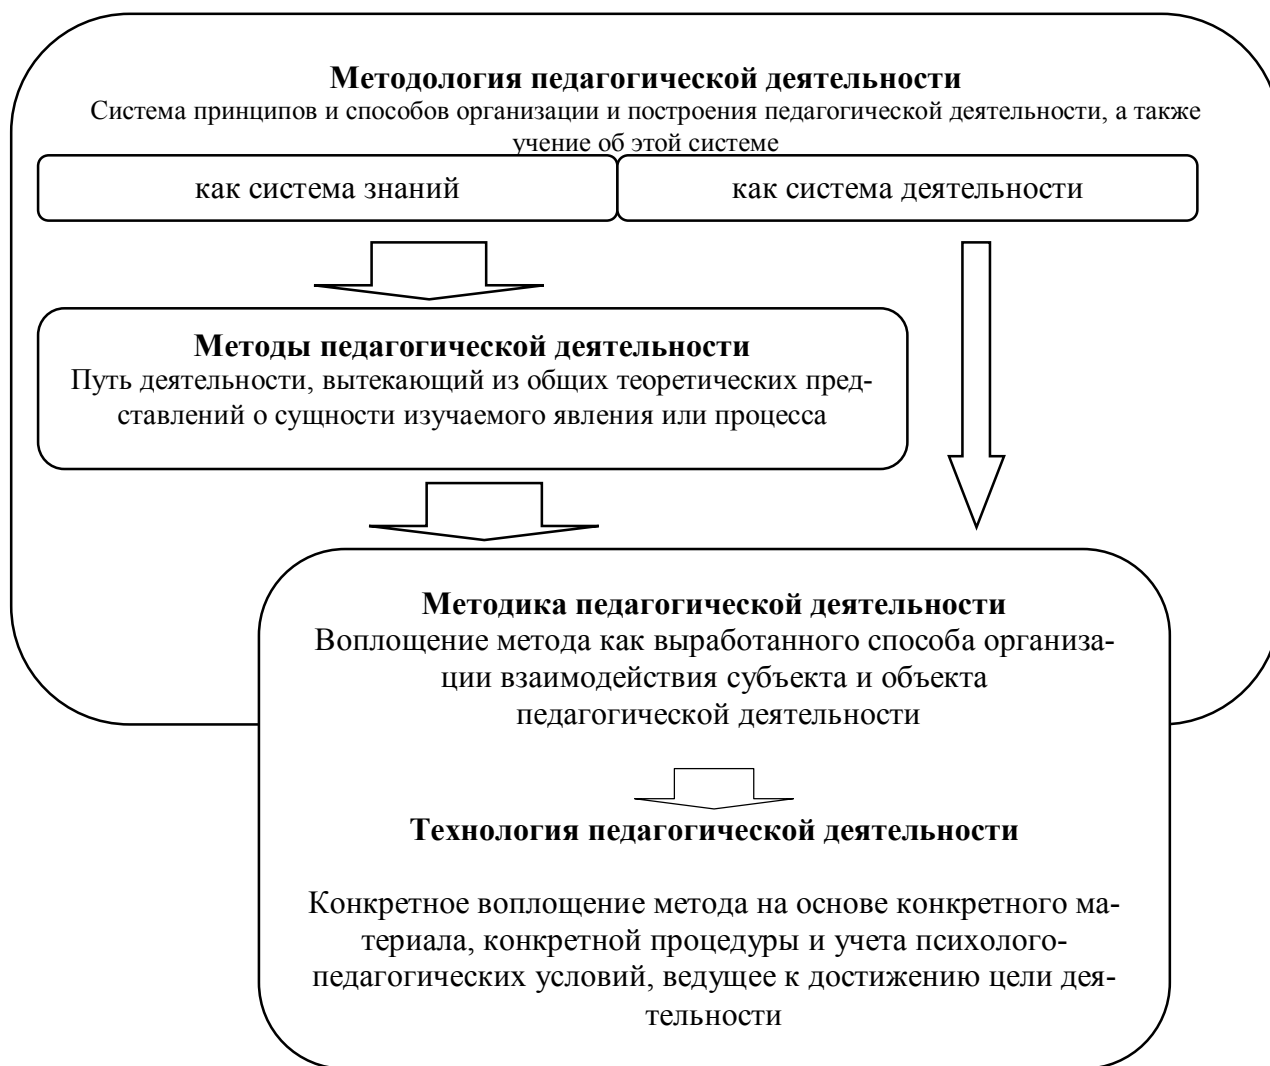 Методология педагогической деятельности
Система принципов и способов организации и построения педагогической деятельности, а также
учение об этой системе
как система знаний
как система деятельности
Методы педагогической деятельности
Путь деятельности, вытекающий из общих теоретических пред-
ставлений о сущности изучаемого явления или процесса
Методика педагогической деятельности
Воплощение метода как выработанного способа организа-
ции взаимодействия субъекта и объекта
педагогической деятельности
Технология педагогической деятельности
Конкретное воплощение метода на основе конкретного ма-
териала, конкретной процедуры и учета психолого-
педагогических условий, ведущее к достижению цели дея-
тельности